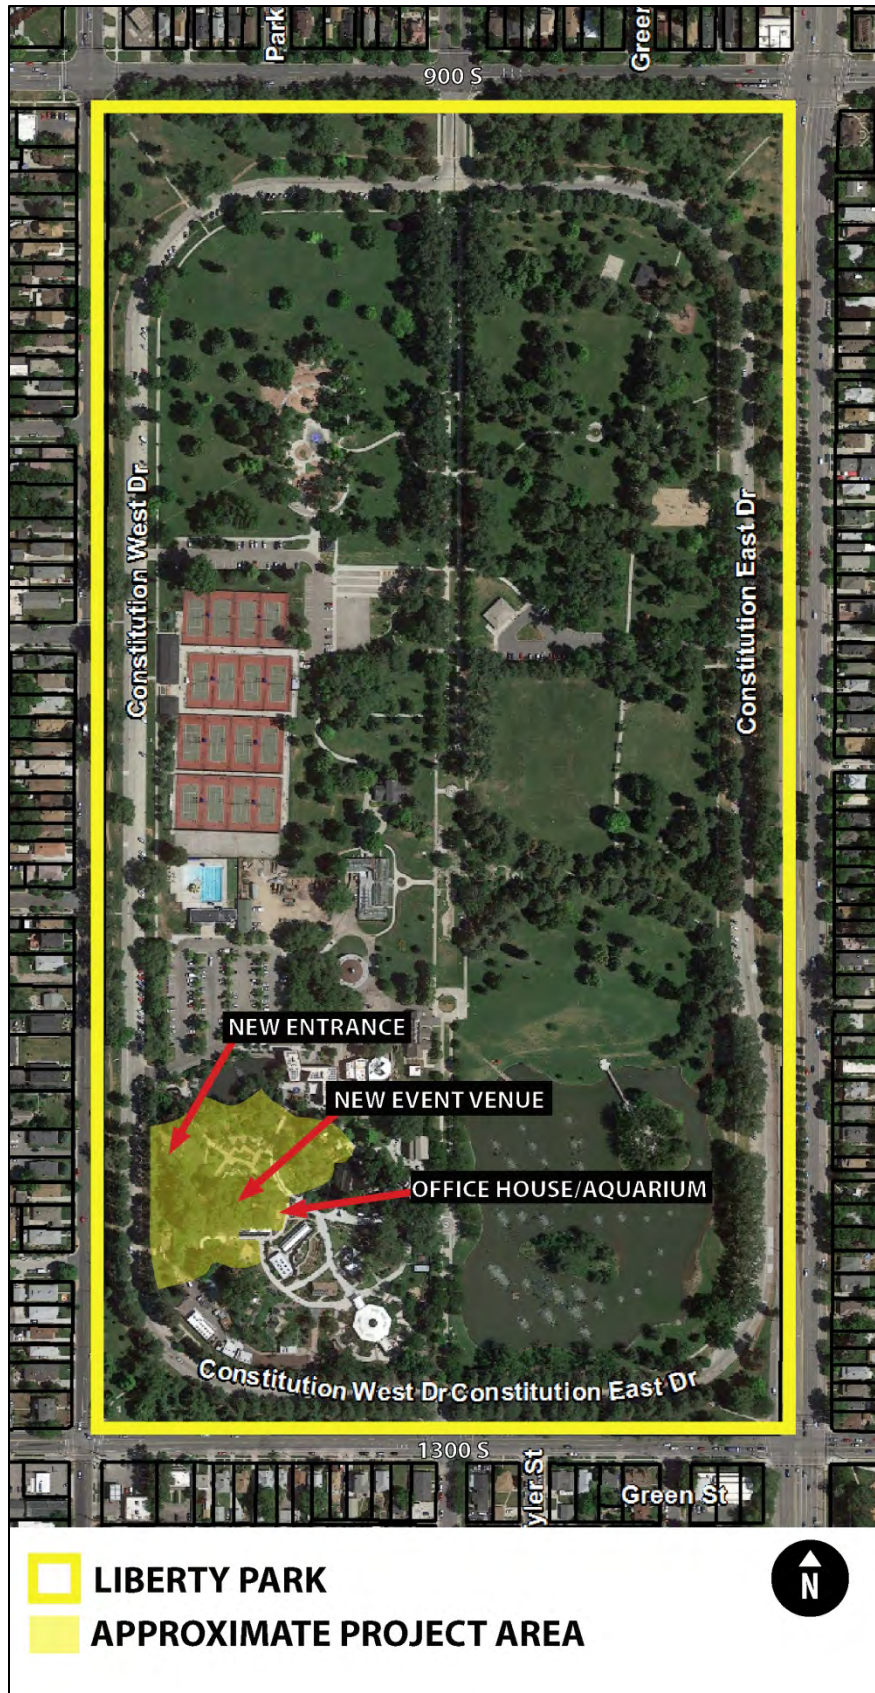 Park
Green
900 S
Constitution West Dr
Constitution East Dr
NEW ENTRANCE
NEW EVENT VENUE
OFFICE HOUSE/AQUARIUM
Constitution West Dr
Constitution East Dr
1300 S
yler St
Green St
LIBERTY PARK
APPROXIMATE PROJECT AREA
N